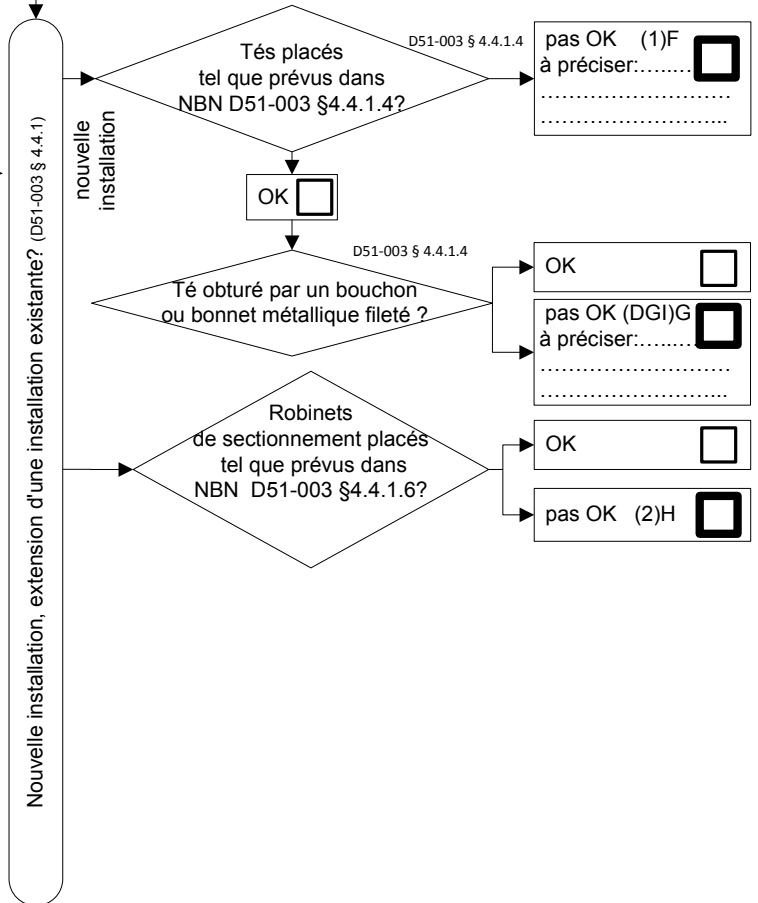 Nouvelle installation, extension d'une installation existante? (D51-003 § 4.4.1)
nouvelle
installation
Tés placés
tel que prévus dans
NBN D51-003 §4.4.1.4?
D51-003 § 4.4.1.4
pas OK (1)F
à préciser:.........
...........................
...........................
OK
D51-003 § 4.4.1.4
Té obturé par un bouchon
ou bonnet métallique fileté ?
OK
pas OK (DGI)G
à préciser:.........
...........................
...........................
Robinets
de sectionnement placés
tel que prévus dans
NBN D51-003 §4.4.1.6?
OK
pas OK (2)H